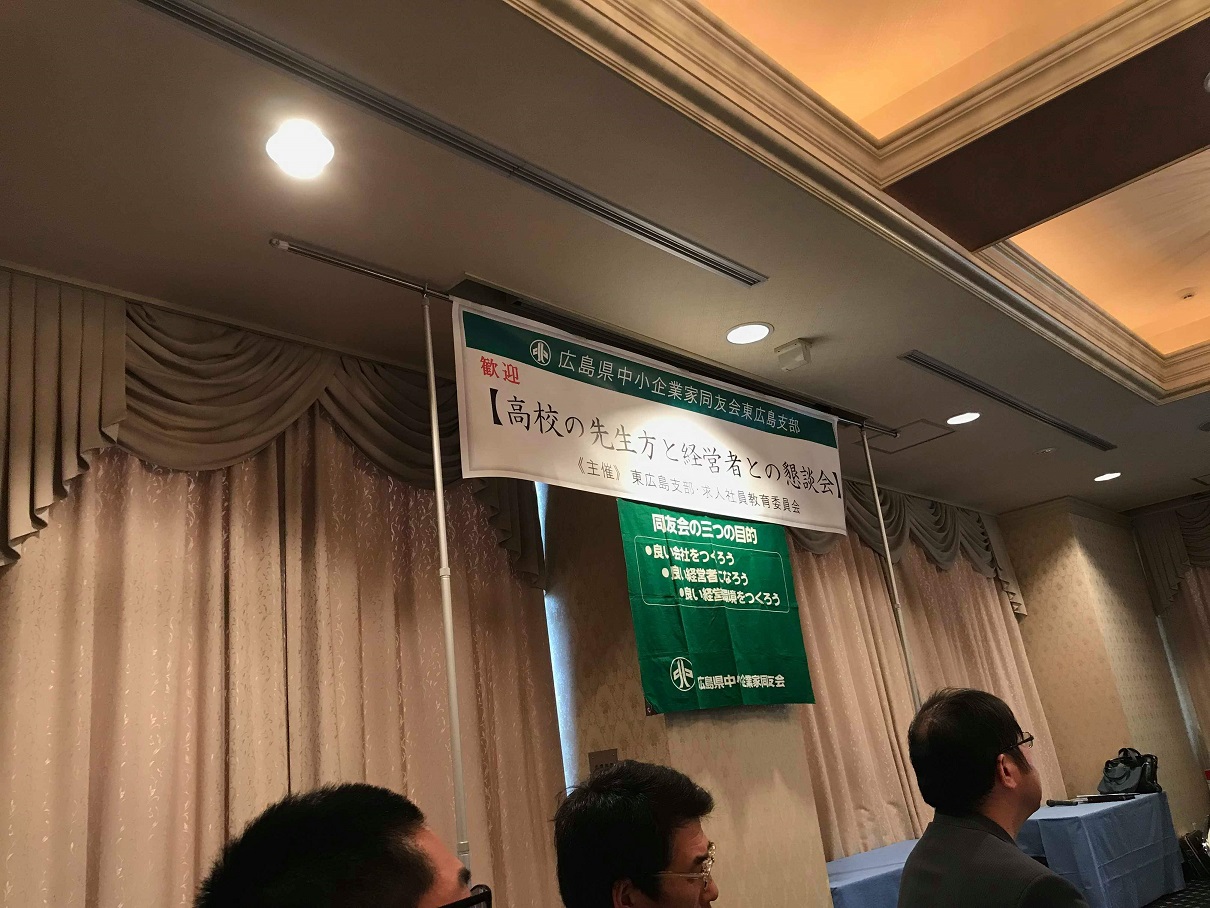 広島県中小企業家同友会東広島支部
歓迎
【高校の先生方と経営者との懇談会】
《主催》 東広島支部・求人社員教育委員会
同友会の三つの目的
●良い会社をつくろう
●良い経営者になろう
●良い経営環境をつくろう
広島県中小企業家同友会